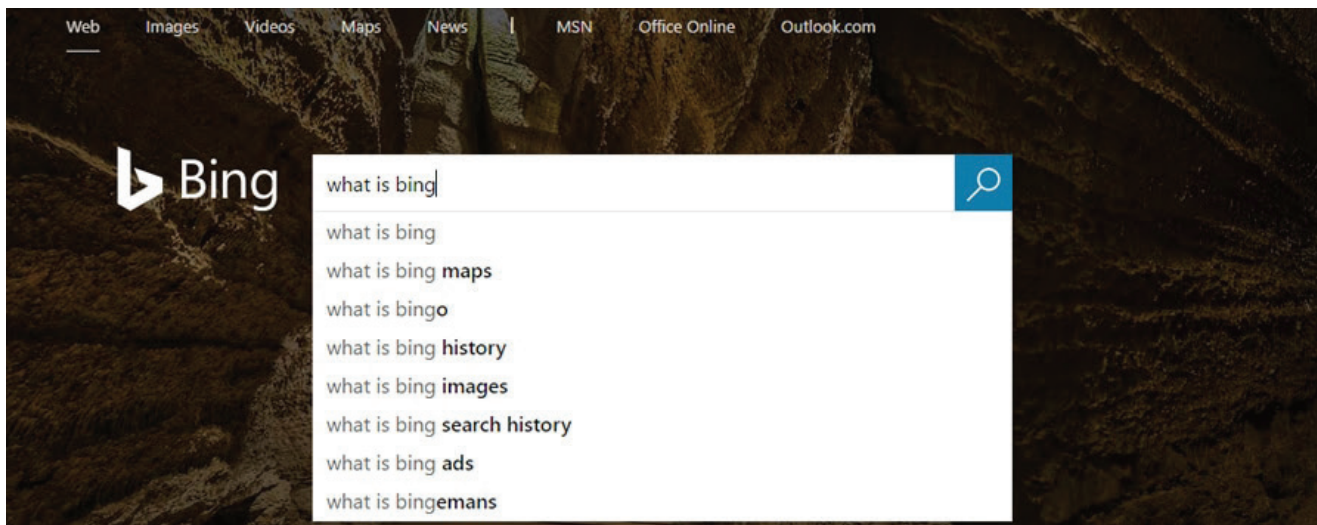 Web Images Videos Maps News | MSN Office Online Outlook.com
Bing what is bing
what is bing
what is bing maps
what is bingo
what is bing history
what is bing images
what is bing search history
what is bing ads
what is bingemans